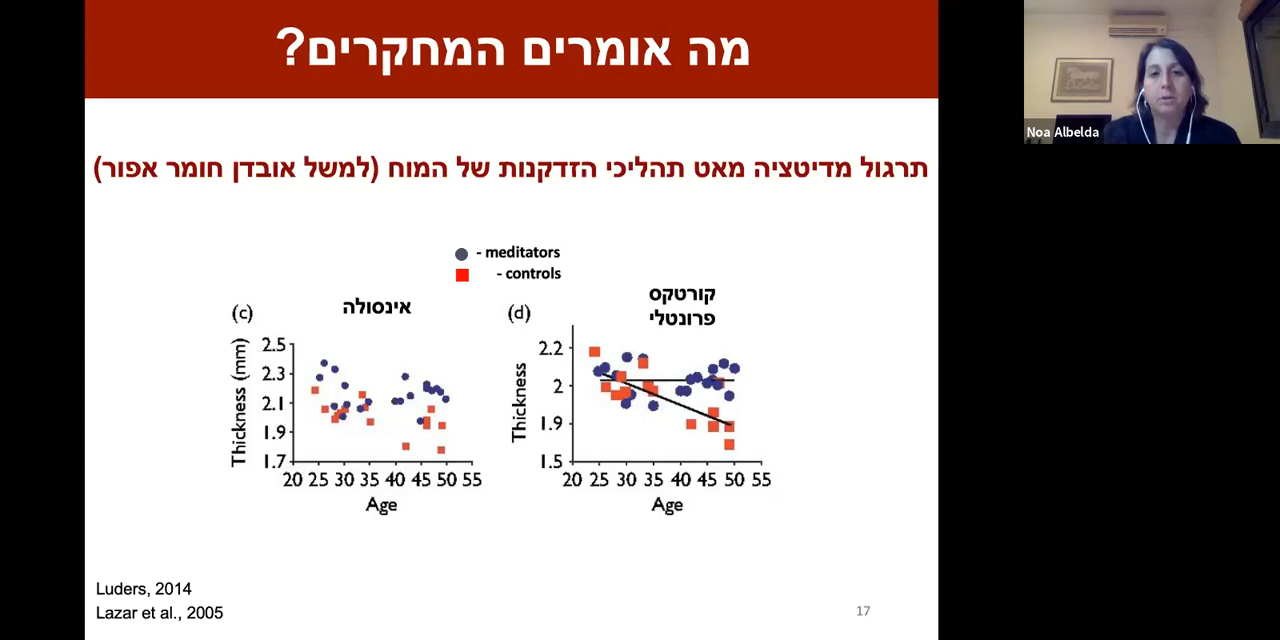 מה אומרים המחקרים?
Noa Albelda
תרגול מדיטציה מאט תהליכי הזדקנות של המוח (למשל אובדן חומר אפור)
- meditators
- controls
(c)
אינסולה
Thickness (mm)
2.5
2.3
2.1
1.9
1.7
20 25 30 35 40 45 50 55
Age
(d)
קורטקס
פרונטלי
Thickness
2.2
2
1.9
1.5
20 25 30 35 40 45 50 55
Age
Luders, 2014
Lazar et al., 2005
17